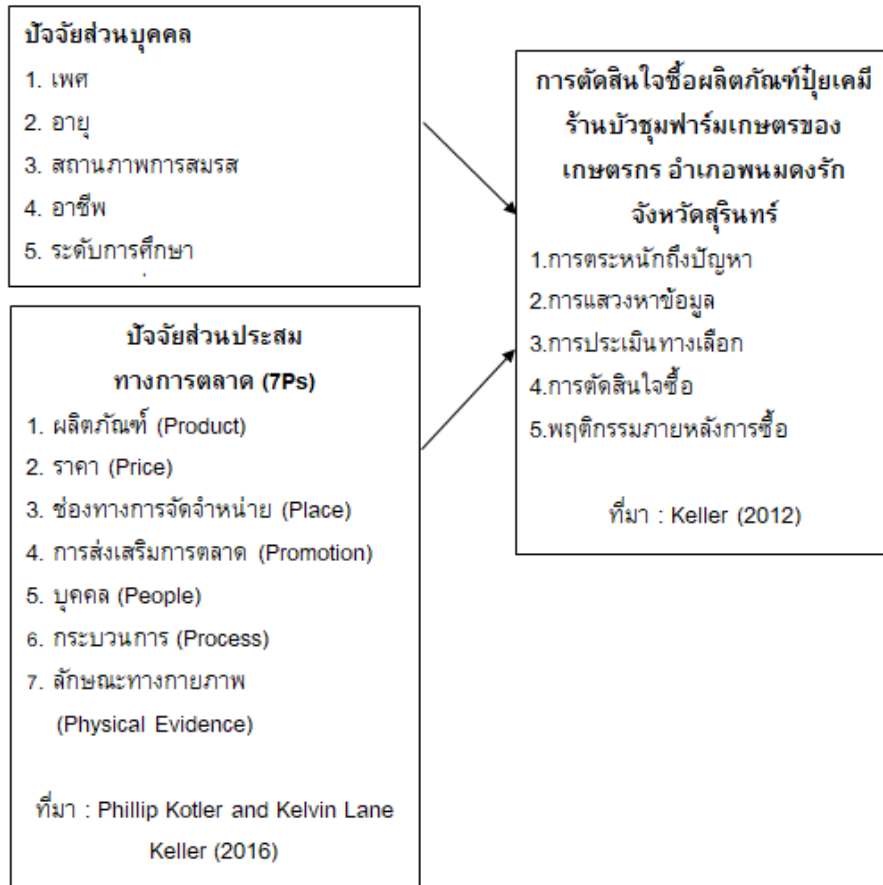 ปัจจัยส่วนบุคคล
1. เพศ
2. อายุ
3. สถานภาพการสมรส
4. อาชีพ
5. ระดับการศึกษา
ปัจจัยส่วนประสม
ทางการตลาด (7Ps)
1. ผลิตภัณฑ์ (Product)
2. ราคา (Price)
3. ช่องทางการจัดจำหน่าย (Place)
4. การส่งเสริมการตลาด (Promotion)
5. บุคคล (People)
6. กระบวนการ (Process)
7. ลักษณะทางกายภาพ
(Physical Evidence)
ที่มา : Phillip Kotler and Kelvin Lane
Keller (2016)
การตัดสินใจซื้อผลิตภัณฑ์ปุ๋ยเคมี
ร้านบัวชุมฟาร์มเกษตรของ
เกษตรกร อำเภอพนมดงรัก
จังหวัดสุรินทร์
1.การตระหนักถึงปัญหา
2.การแสวงหาข้อมูล
3.การประเมินทางเลือก
4.การตัดสินใจซื้อ
5.พฤติกรรมภายหลังการซื้อ
ที่มา : Keller (2012)